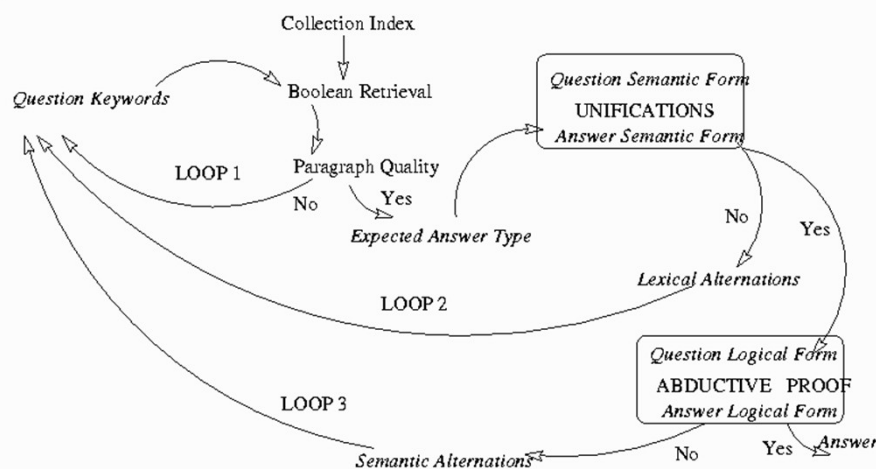 Collection Index
Question Keywords
Boolean Retrieval
LOOP 1
Paragraph Quality
No
Yes
Expected Answer Type
Question Semantic Form
UNIFICATIONS
Answer Semantic Form
No
Yes
Lexical Alternations
LOOP 2
Question Logical Form
ABDUCTIVE PROOF
Answer Logical Form
LOOP 3
No
Yes
Answer
Semantic Alternations